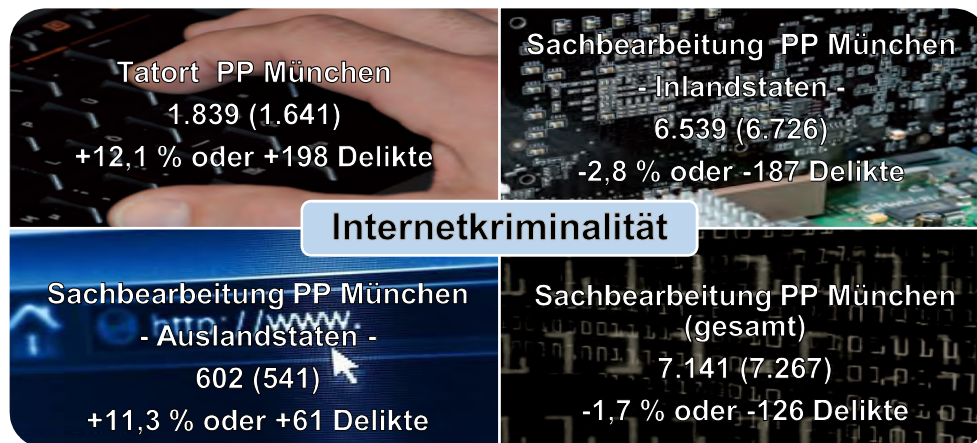 Tatort PP München
1.839 (1.641)
+12,1 % oder +198 Delikte
Sachbearbeitung PP München
- Inlandstaten -
6.539 (6.726)
-2,8 % oder -187 Delikte
Internetkriminalität
Sachbearbeitung PP München
- Auslandstaten -
602 (541)
+11,3 % oder +61 Delikte
http://www.
Sachbearbeitung PP München
(gesamt)
7.141 (7.267)
-1,7 % oder -126 Delikte